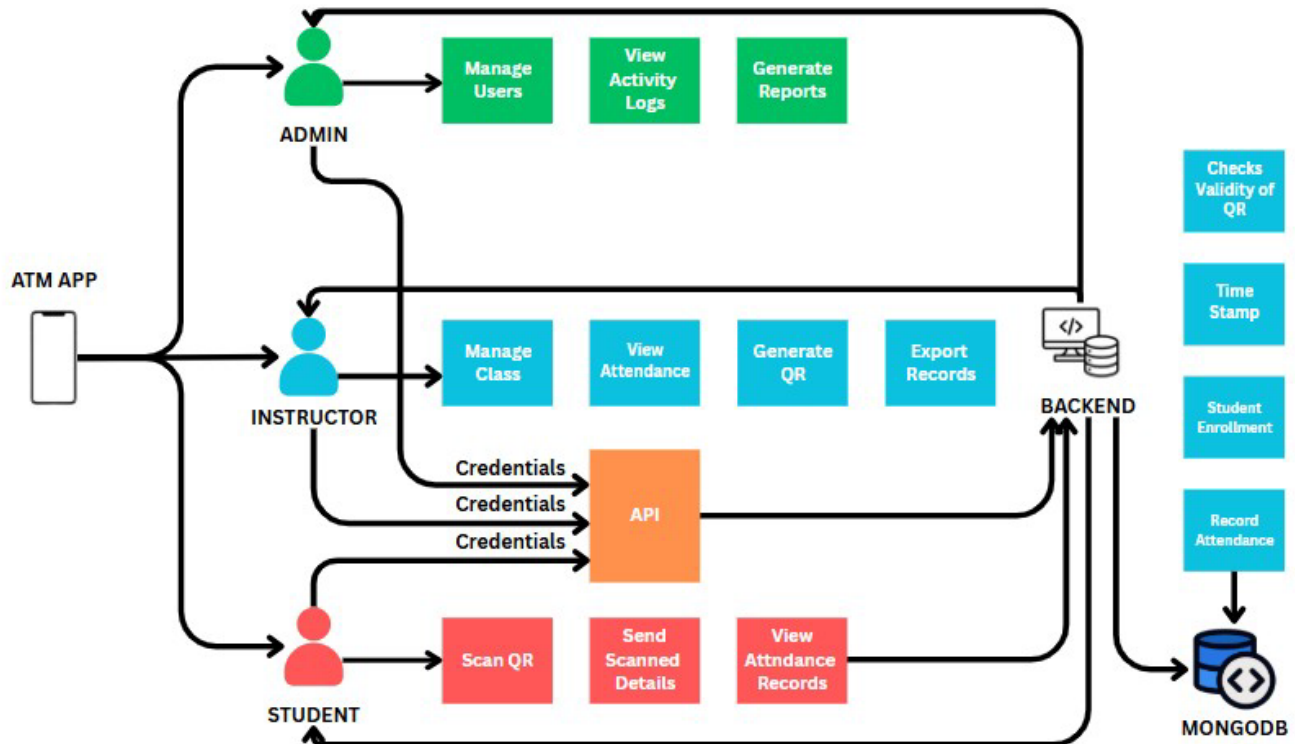 Manage
Users
View
Activity
Logs
Generate
Reports
ADMIN
Checks
Validity of
QR
ATM APP
Time
Stamp
Manage
Class
View
Attendance
Generate
QR
Export
Records
INSTRUCTOR
</>
BACKEND
Student
Enrollment
Credentials
Credentials
Credentials
API
Record
Attendance
Scan QR
Send
Scanned
Details
View
Attndance
Records
STUDENT
<>
MONGODB